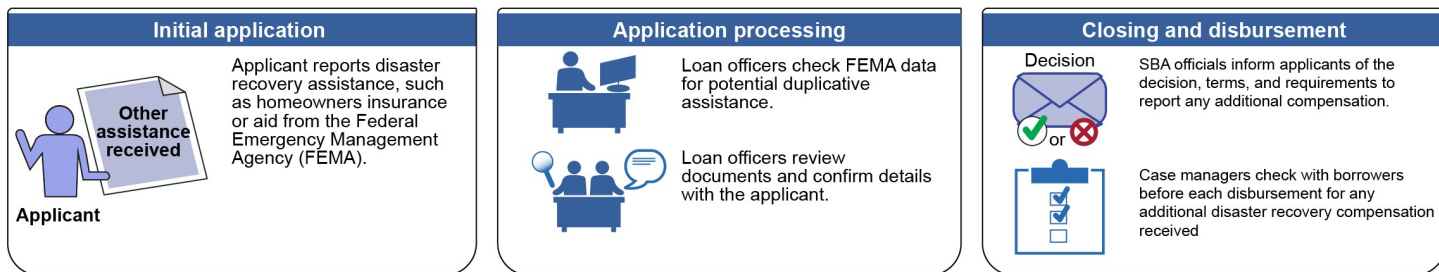 Initial application
Other
assistance
received
Applicant
Applicant reports disaster
recovery assistance, such
as homeowners insurance
or aid from the Federal
Emergency Management
Agency (FEMA).
Application processing
Loan officers check FEMA data
for potential duplicative
assistance.
Loan officers review
documents and confirm details
with the applicant.
Closing and disbursement
Decision
or
SBA officials inform applicants of the
decision, terms, and requirements to
report any additional compensation.
Case managers check with borrowers
before each disbursement for any
additional disaster recovery compensation
received